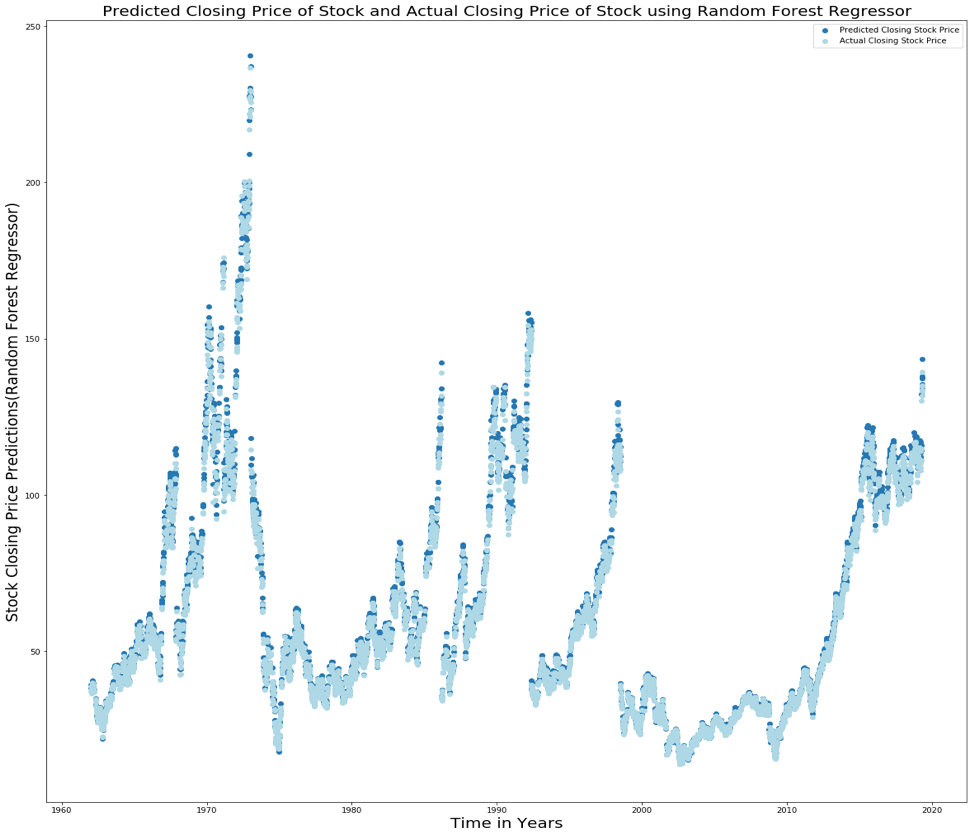 Predicted Closing Price of Stock and Actual Closing Price of Stock using Random Forest Regressor
Predicted Closing Stock Price
Actual Closing Stock Price
250
200
150
100
50
Stock Closing Price Predictions(Random Forest Regressor)
1960 1970 1980 1990 2000 2010 2020
Time in Years